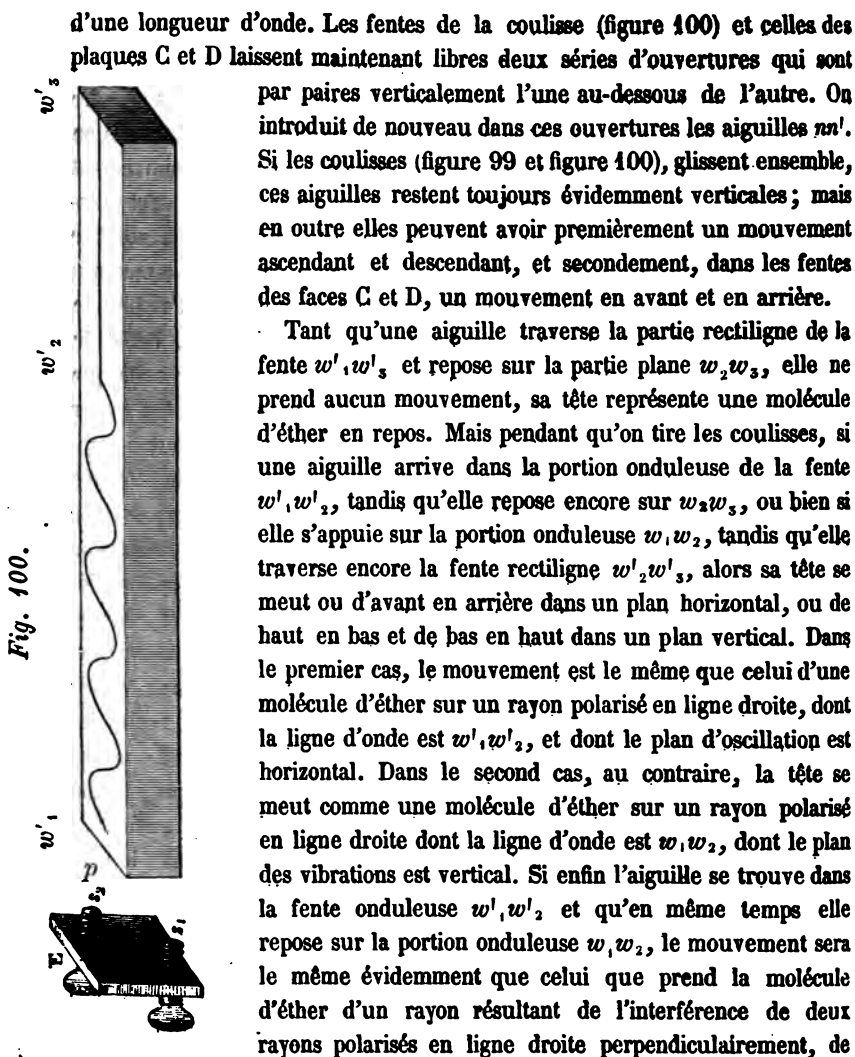 d'une longueur d'onde. Les fentes de la coulisse (figure 100) et celles des
plaques C et D laissent maintenant libres deux séries d'ouvertures qui sont
par paires verticalement l'une au-dessous de l'autre. On
introduit de nouveau dans ces ouvertures les aiguilles nn'.
Si les coulisses (figure 99 et figure 100), glissent ensemble,
ces aiguilles restent toujours évidemment verticales; mais
en outre elles peuvent avoir premièrement un mouvement
ascendant et descendant, et secondement, dans les fentes
des faces C et D, un mouvement en avant et en arrière.
Tant qu'une aiguille traverse la partie rectiligne de la
fente w'₁w'₃ et repose sur la partie plane w₂w₃, elle ne
prend aucun mouvement, sa tête représente une molécule
d'éther en repos. Mais pendant qu'on tire les coulisses, si
une aiguille arrive dans la portion onduleuse de la fente
w'₁w'₂, tandis qu'elle repose encore sur w₂w₃, ou bien si
elle s'appuie sur la portion onduleuse w₁w₂, tandis qu'elle
traverse encore la fente rectiligne w'₂w'₃, alors sa tête se
meut ou d'avant en arrière dans un plan horizontal, ou de
haut en bas et de bas en haut dans un plan vertical. Dans
le premier cas, le mouvement est le même que celui d'une
molécule d'éther sur un rayon polarisé en ligne droite, dont
la ligne d'onde est w'₁w'₂, et dont le plan d'oscillation est
horizontal. Dans le second cas, au contraire, la tête se
meut comme une molécule d'éther sur un rayon polarisé
en ligne droite dont la ligne d'onde est w₁w₂, dont le plan
des vibrations est vertical. Si enfin l'aiguille se trouve dans
la fente onduleuse w'₁w'₂ et qu'en même temps elle
repose sur la portion onduleuse w₁w₂, le mouvement sera
le même évidemment que celui que prend la molécule
d'éther d'un rayon résultant de l'interférence de deux
rayons polarisés en ligne droite perpendiculairement, de
w'₃
w'₂
Fig. 100.
w'₁
p
s₂
s₁
E